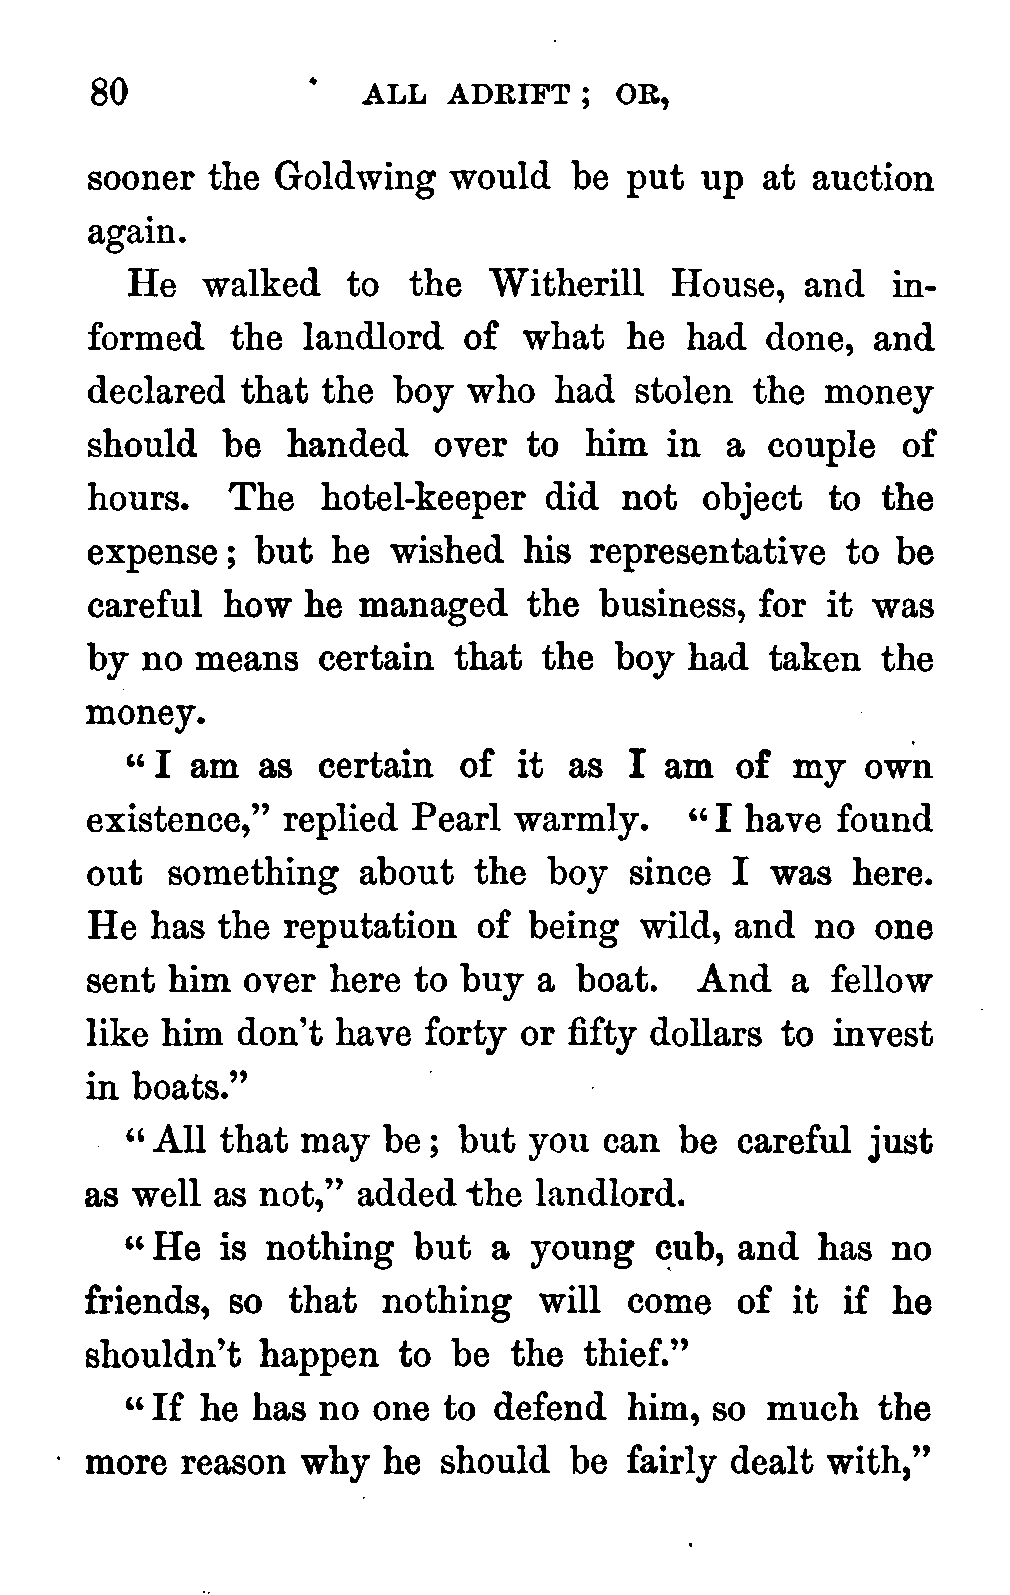 80 ALL ADRIFT; OR,
sooner the Goldwing would be put up at auction
again.
He walked to the Witherill House, and in-
formed the landlord of what he had done, and
declared that the boy who had stolen the money
should be handed over to him in a couple of
hours. The hotel-keeper did not object to the
expense; but he wished his representative to be
careful how he managed the business, for it was
by no means certain that the boy had taken the
money.
“I am as certain of it as I am of my own
existence,” replied Pearl warmly. “I have found
out something about the boy since I was here.
He has the reputation of being wild, and no one
sent him over here to buy a boat. And a fellow
like him don’t have forty or fifty dollars to invest
in boats.”
“All that may be; but you can be careful just
as well as not,” added the landlord.
“He is nothing but a young cub, and has no
friends, so that nothing will come of it if he
shouldn’t happen to be the thief.”
“If he has no one to defend him, so much the
more reason why he should be fairly dealt with,”